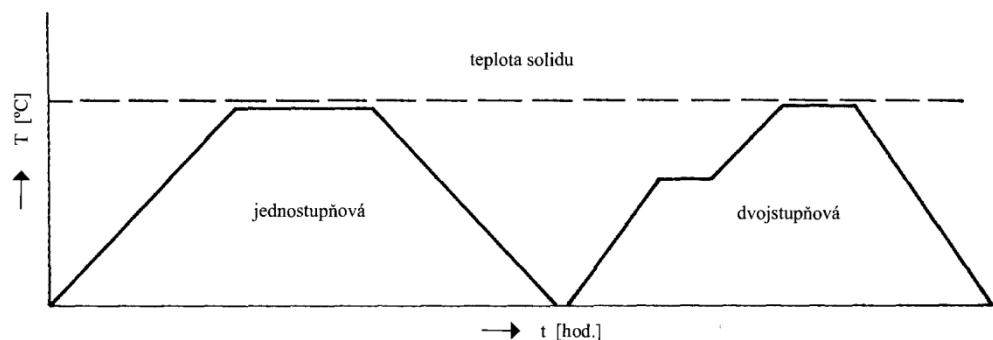 teplota solidu
T [°C]
jednostupňová
dvojstupňová
t [hod.]